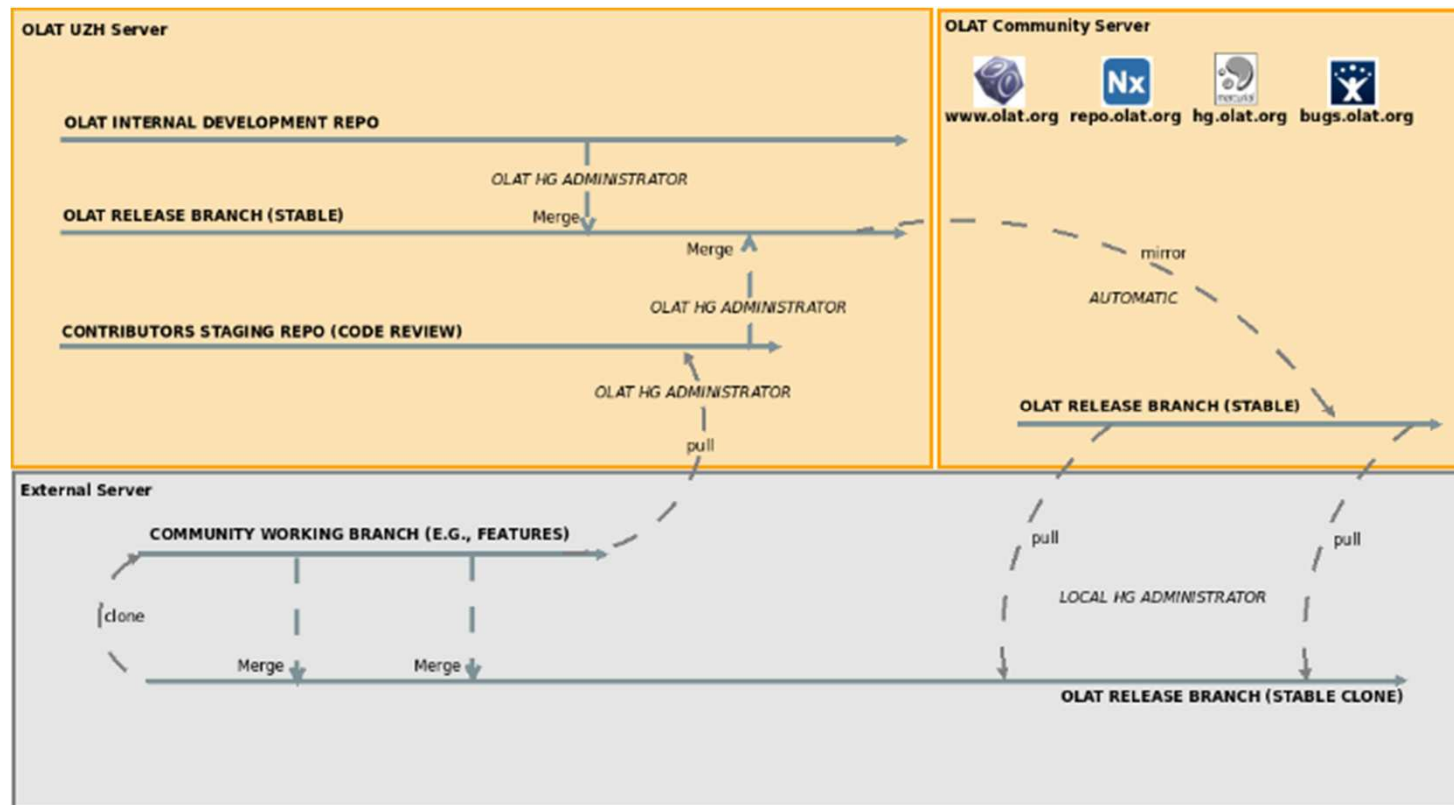 OLAT UZH Server
OLAT INTERNAL DEVELOPMENT REPO
OLAT HG ADMINISTRATOR
OLAT RELEASE BRANCH (STABLE)
Merge
Merge
OLAT HG ADMINISTRATOR
CONTRIBUTORS STAGING REPO (CODE REVIEW)
OLAT HG ADMINISTRATOR
pull
OLAT Community Server
Nx
mercurial
www.olat.org repo.olat.org hg.olat.org bugs.olat.org
mirror
AUTOMATIC
OLAT RELEASE BRANCH (STABLE)
External Server
COMMUNITY WORKING BRANCH (E.G., FEATURES)
clone
Merge
Merge
pull
pull
LOCAL HG ADMINISTRATOR
OLAT RELEASE BRANCH (STABLE CLONE)